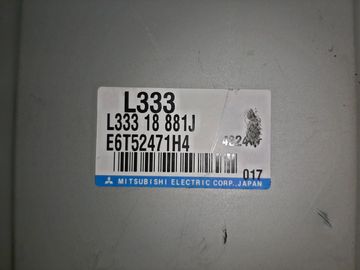 L333
L333 18 881J
E6T52471H4
017
MITSUBISHI ELECTRIC CORP., JAPAN